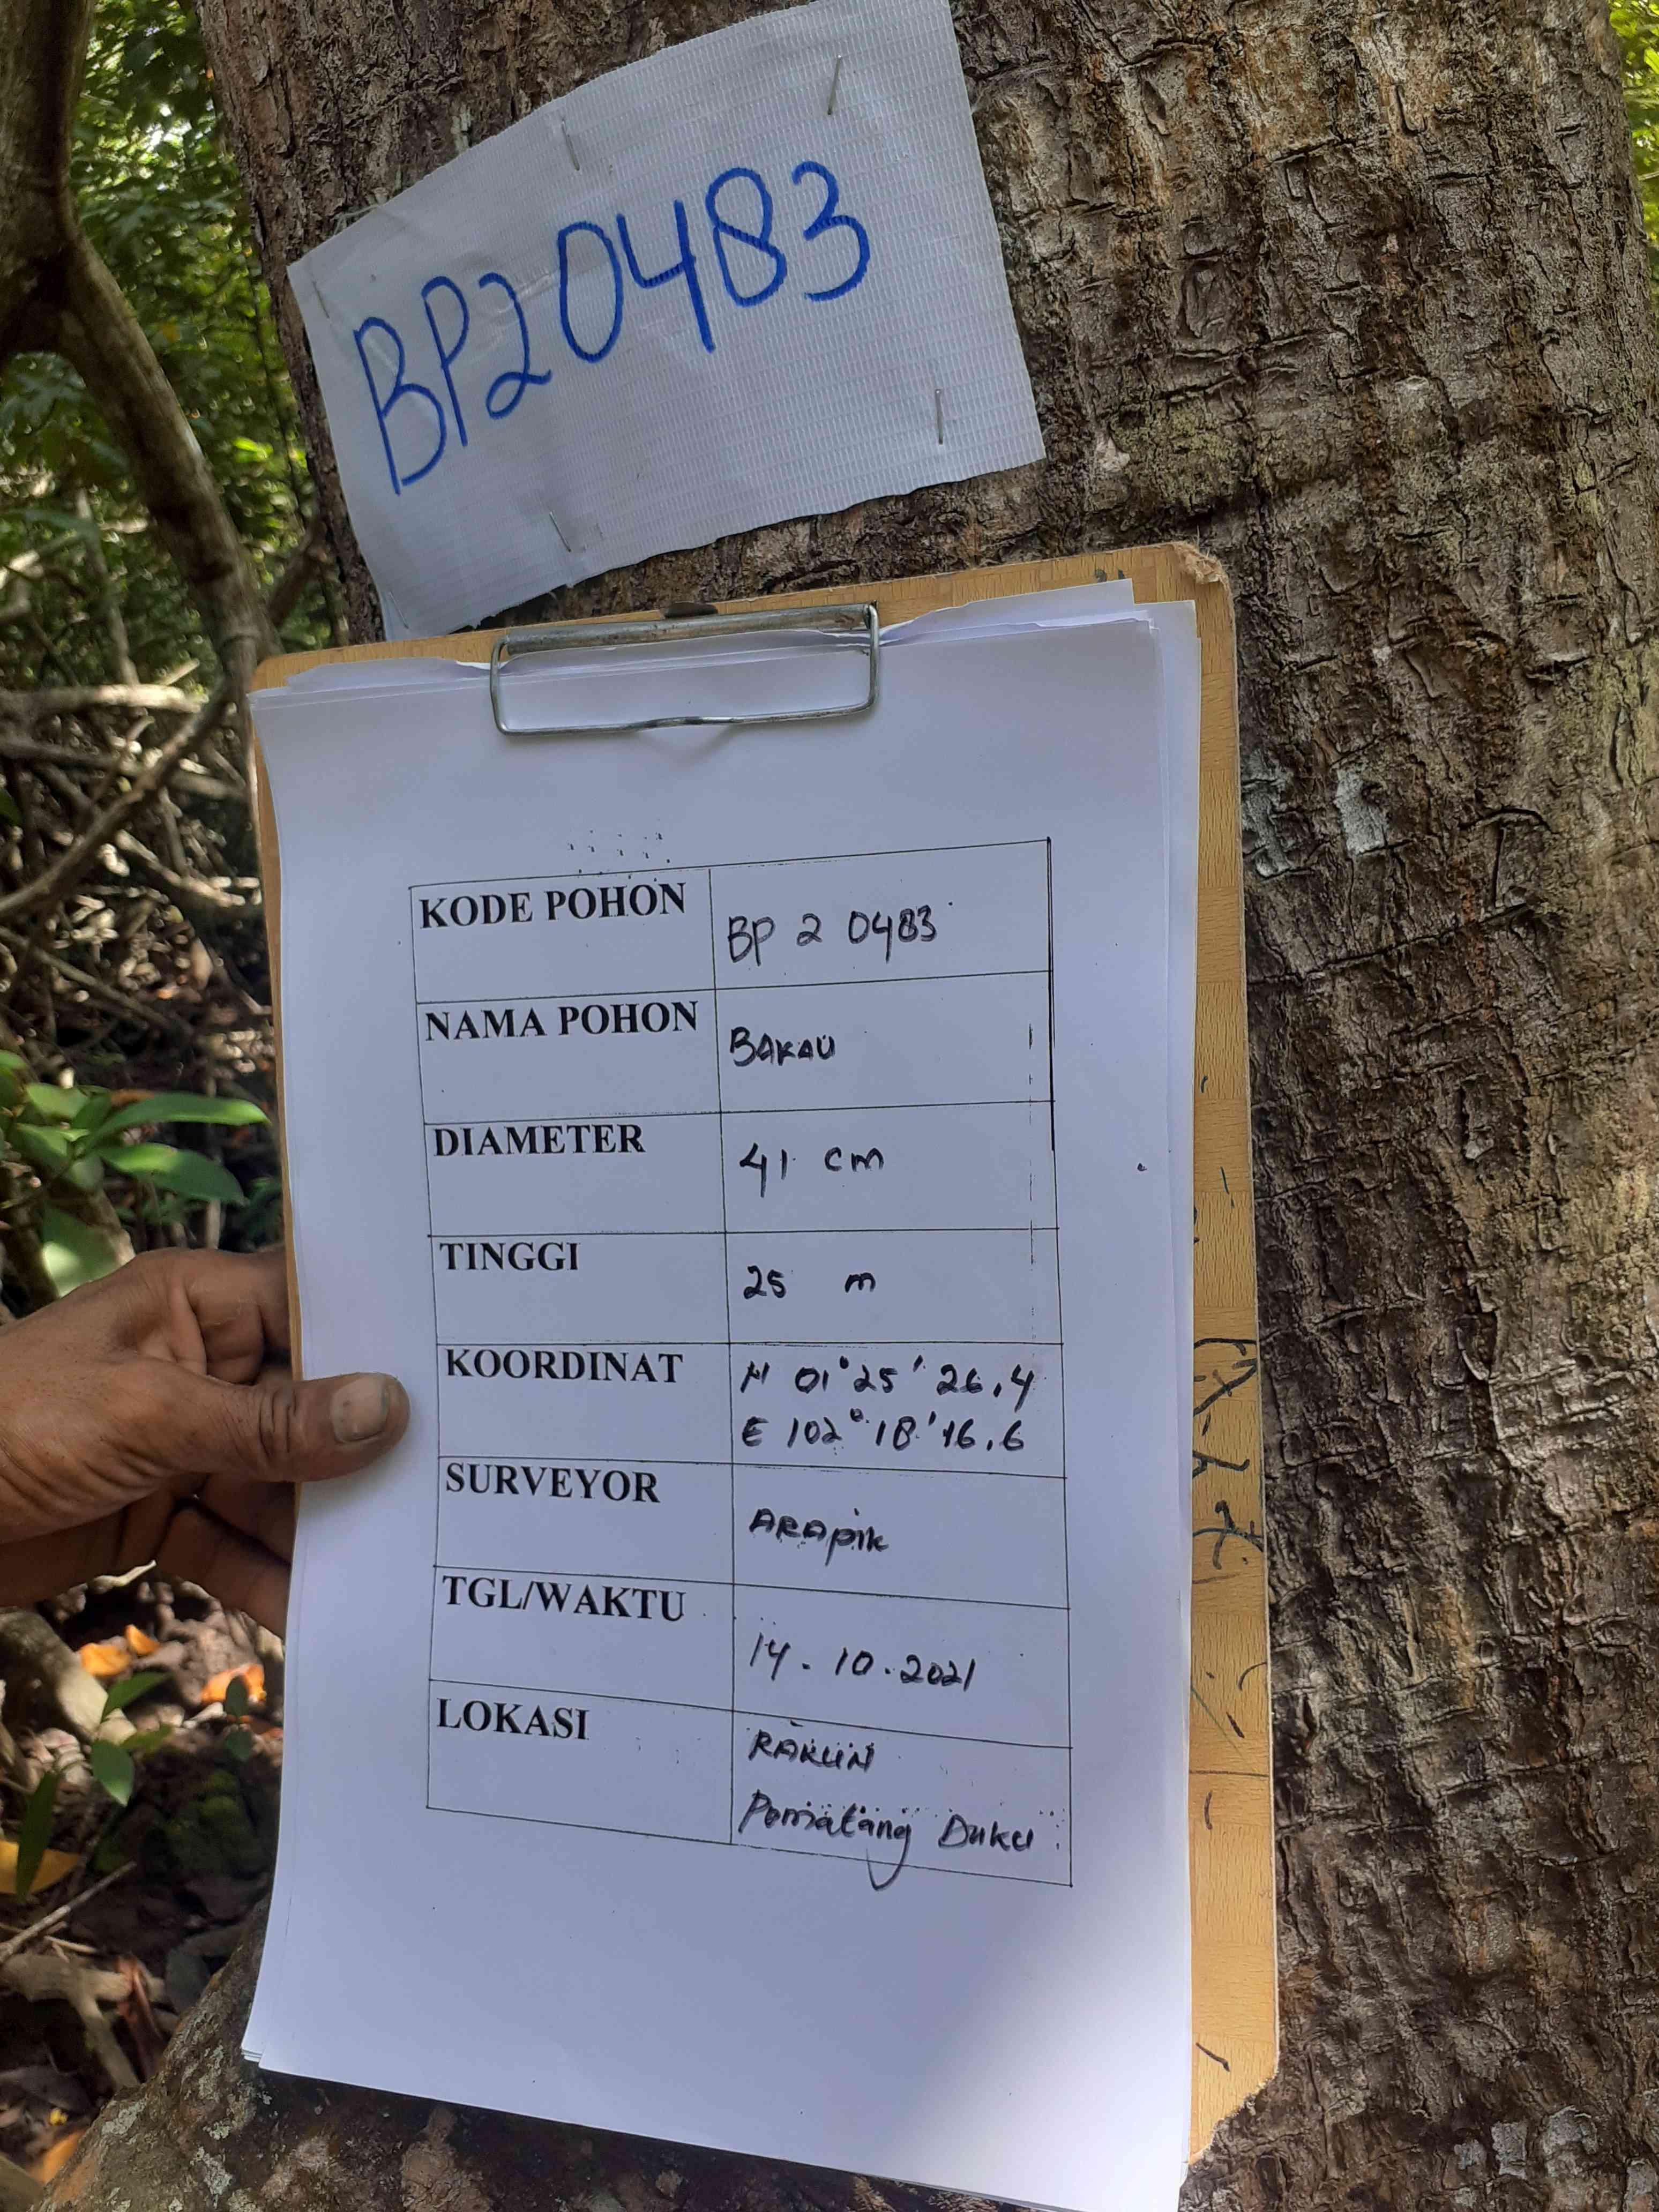 BP20483
KODE POHON BP 2 0483
NAMA POHON BAKAU
DIAMETER 41 cm
TINGGI 25 m
KOORDINAT N 01°25'26,4
E 102°18'16,6
SURVEYOR ARAPIK
TGL/WAKTU 14.10.2021
LOKASI RAKUN
Pematang Duku